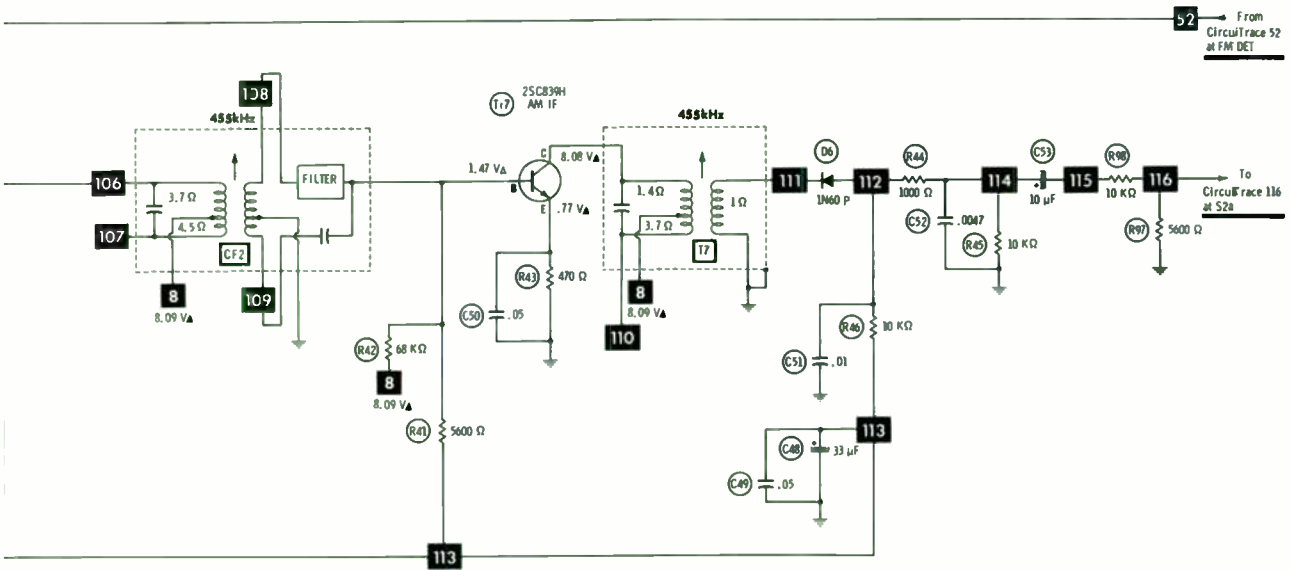 52
From
CircuiTrace 52
at FM DET
108
2SC839H
AM IF
Tr7
455kHz
455kHz
C
8.08 V▲
D6
R44
C53
R98
FILTER
1.47 V▲
B
106
3.7 Ω
1.4 Ω
111
112
114
115
116
To
CircuiTrace 116
at S2a
1N60 P
1000 Ω
10 µF
10 KΩ
E
.77 V▲
1 Ω
C52
.0047
107
4.5 Ω
3.7 Ω
R97
5600 Ω
R45
10 KΩ
CF2
T7
R43
470 Ω
8
109
8
8.09 V▲
C50
.05
8.09 V▲
110
R46
10 KΩ
R42
68 KΩ
C51
.01
8
8.09 V▲
R41
5600 Ω
113
C48
33 µF
C49
.05
113